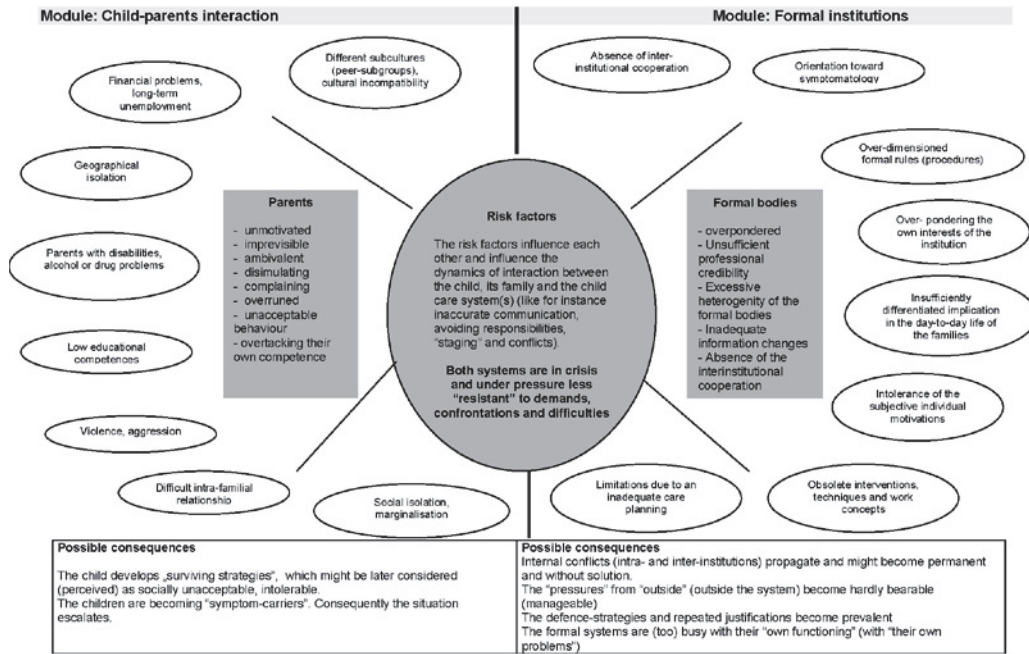 Module: Child-parents interaction
Module: Formal institutions
Financial problems,
long-term
unemployment
Different subcultures
(peer-subgroups),
cultural incompatibility
Absence of inter-
institutional cooperation
Orientation toward
symptomatology
Geographical
isolation
Parents with disabilities,
alcohol or drug problems
Low educational
competences
Violence, aggression
Difficult intra-familial
relationship
Social isolation,
marginalisation
Parents
- unmotivated
- imprevisible
- ambivalent
- disimulating
- complaining
- overruned
- unacceptable
behaviour
- overtacking their
own competence
Risk factors
The risk factors influence each
other and influence the
dynamics of interaction between
the child, its family and the child
care system(s) (like for instance
inaccurate communication,
avoiding responsibilities,
"staging" and conflicts).
Both systems are in crisis
and under pressure less
"resistant" to demands,
confrontations and difficulties
Formal bodies
- overpondered
- Unsufficient
professional
credibility
- Excessive
heterogenity of the
formal bodies
- Inadequate
information changes
- Absence of the
interinstitutional
cooperation
Over-dimensioned
formal rules (procedures)
Over- pondering the
own interests of the
institution
Insufficiently
differentiated implication
in the day-to-day life of
the families
Intolerance of the
subjective individual
motivations
Limitations due to an
inadequate care
planning
Obsolete interventions,
techniques and work
concepts
Possible consequences
The child develops „surviving strategies", which might be later considered
(perceived) as socially unacceptable, intolerable.
The children are becoming "symptom-carriers". Consequently the situation
escalates.
Possible consequences
Internal conflicts (intra- and inter-institutions) propagate and might become permanent
and without solution.
The "pressures" from "outside" (outside the system) become hardly bearable
(manageable)
The defence-strategies and repeated justifications become prevalent
The formal systems are (too) busy with their "own functioning" (with "their own
problems")